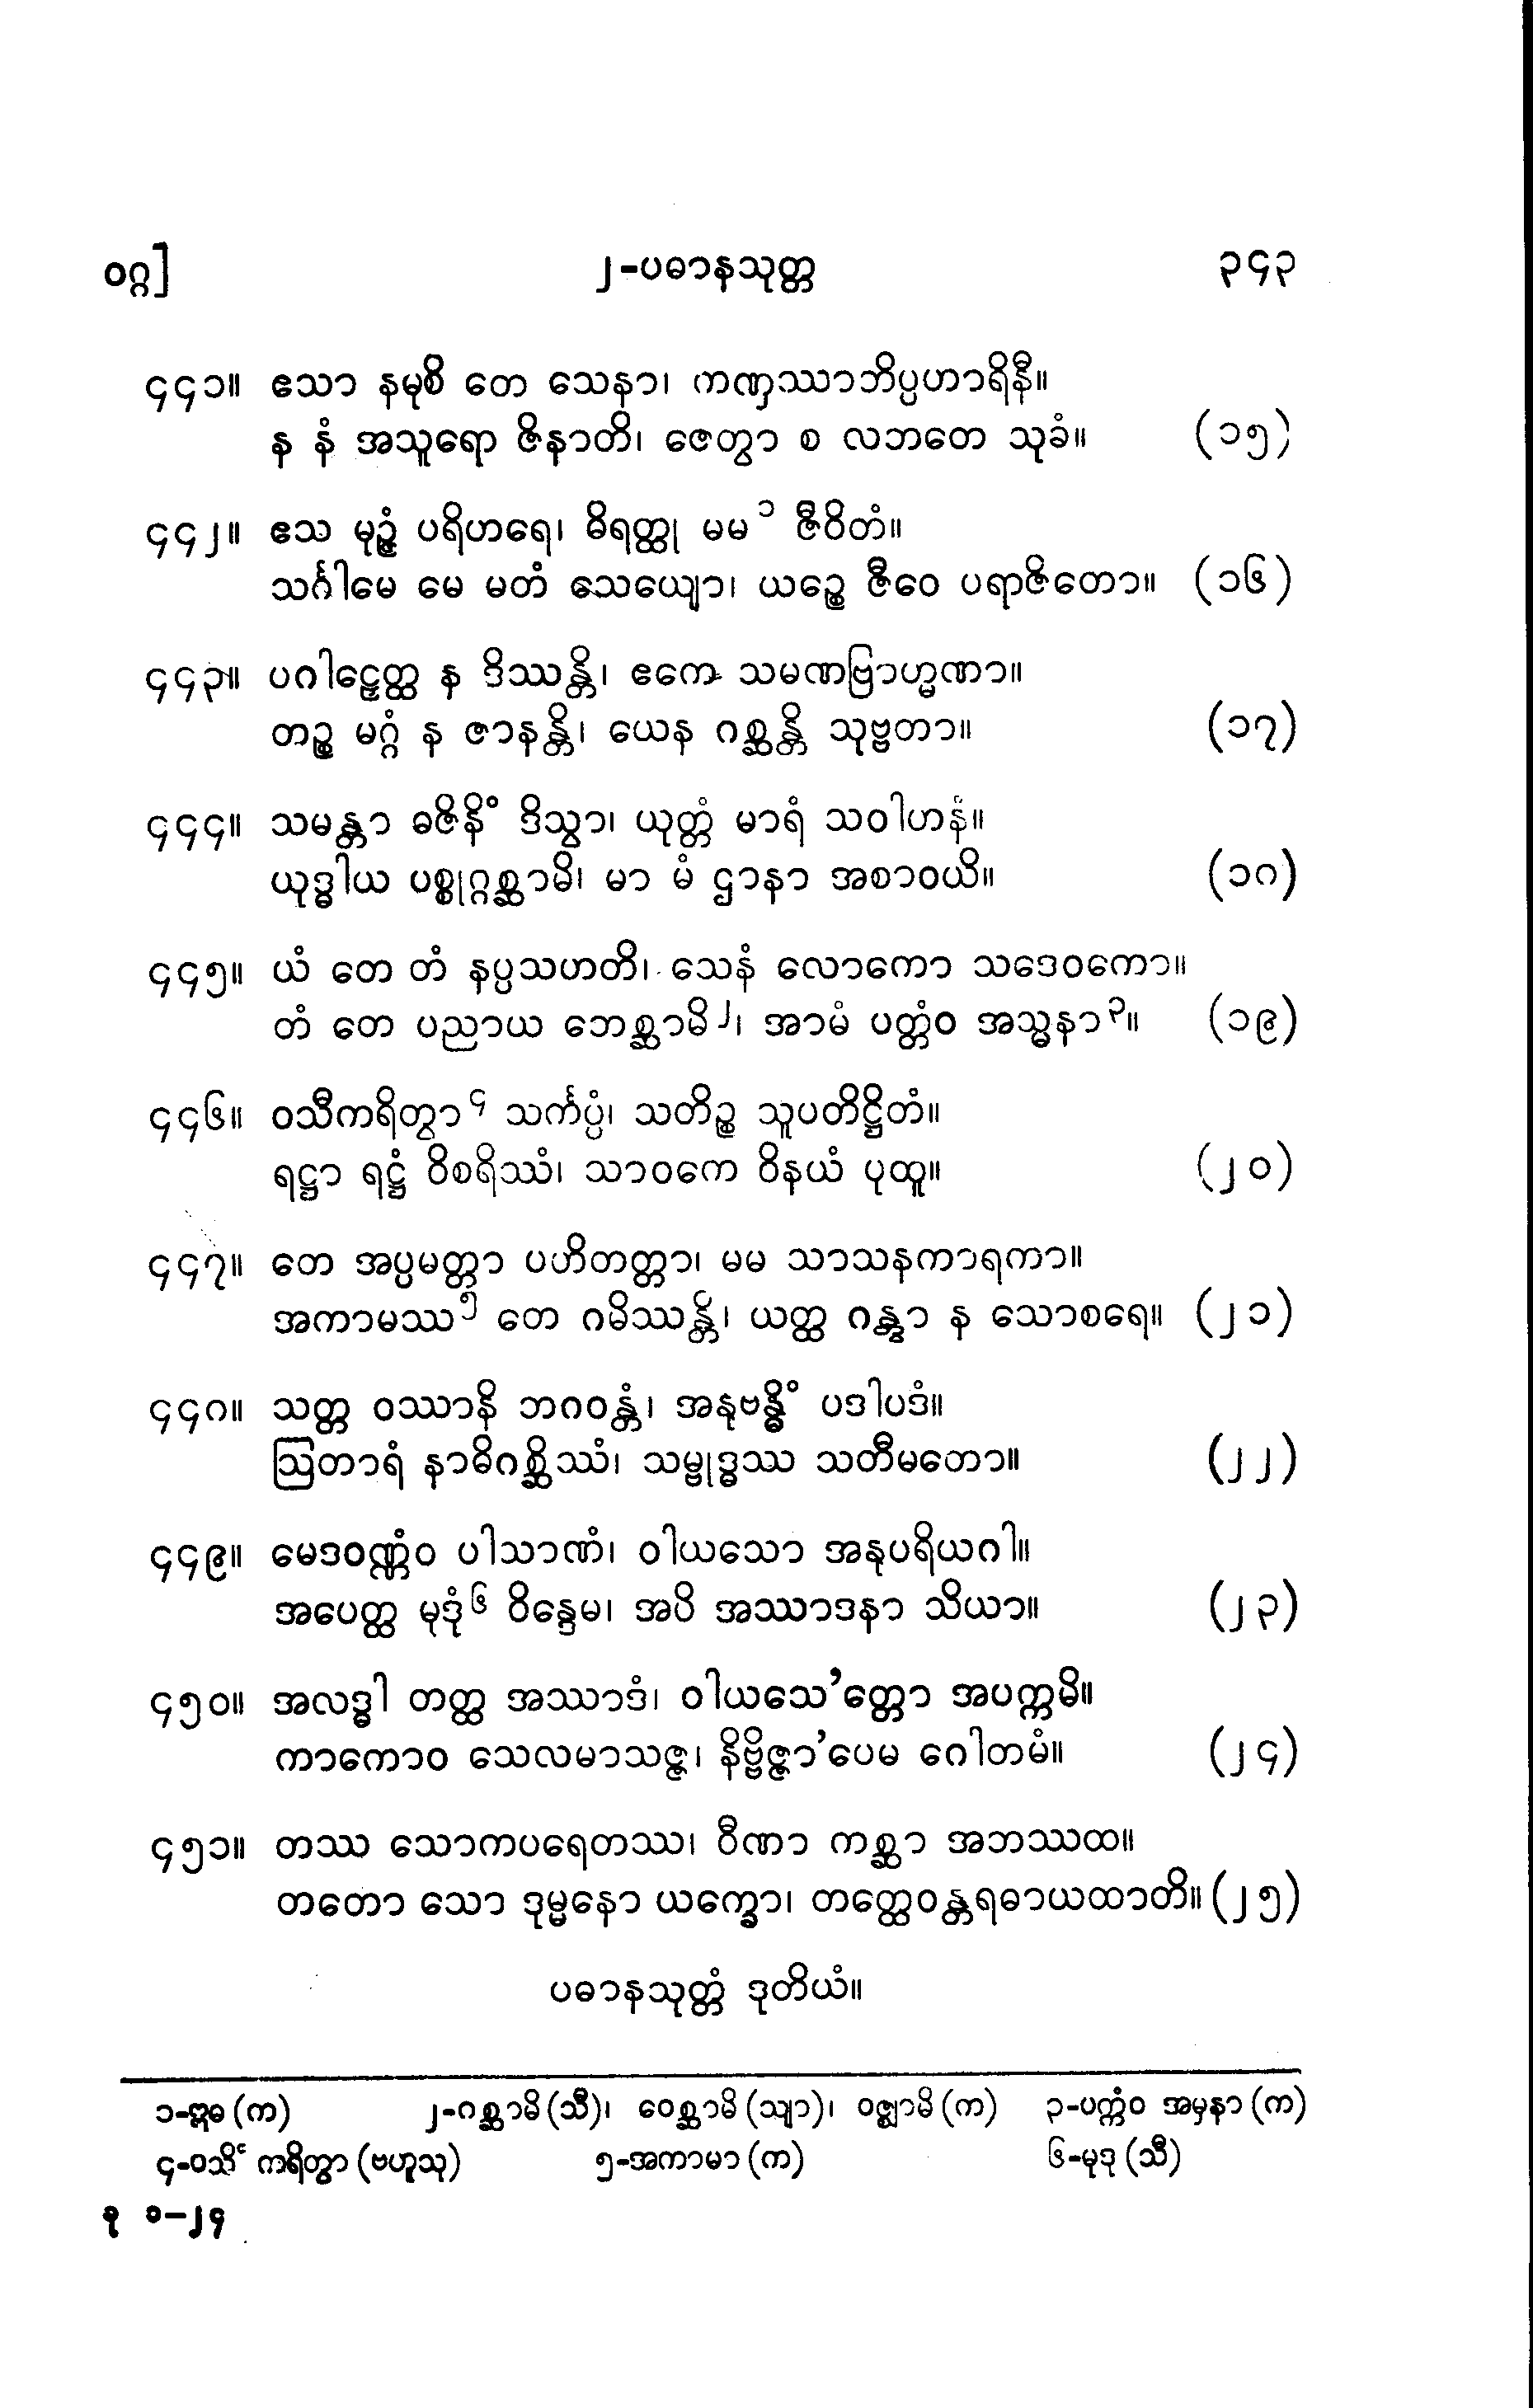 ဝဂ္ဂ] ၂-ပဓာနသုတ္တ ၃၄၃
၄၄၁။ ဧသာ နမုစိ တေ သေနာ၊ ကဏှဿာဘိပ္ပဟာရိနီ။
န နံ အသူရော ဇိနာတိ၊ ဇေတွာ စ လဘတေ သုခံ။ (၁၅)
၄၄၂။ ဧသ မုဉ္ဇံ ပရိဟရေ၊ ဓိရတ္ထု မမ ၁ ဇီဝိတံ။
သင်္ဂါမေ မေ မတံ သေယျော၊ ယဉ္စေ ဇီဝေ ပရာဇိတော။ (၁၆)
၄၄၃။ ပဂါဠှေတ္ထ န ဒိဿန္တိ၊ ဧကေ သမဏဗြာဟ္မဏာ။
တဉ္စ မဂ္ဂံ န ဇာနန္တိ၊ ယေန ဂစ္ဆန္တိ သုဗ္ဗတာ။ (၁၇)
၄၄၄။ သမန္တာ ဓဇိနိံ ဒိသွာ၊ ယုတ္တံ မာရံ သဝါဟနံ။
ယုဒ္ဓါယ ပစ္စုဂ္ဂစ္ဆာမိ၊ မာ မံ ဌာနာ အစာဝယိ။ (၁၈)
၄၄၅။ ယံ တေ တံ နပ္ပသဟတိ၊ သေနံ လောကော သဒေဝကော။
တံ တေ ပညာယ ဘေစ္ဆာမိ ၂၊ အာမံ ပတ္တံဝ အသ္မနာ ၃။ (၁၉)
၄၄၆။ ဝသီကရိတွာ ၄ သင်္ကပ္ပံ၊ သတိဉ္စ သူပတိဋ္ဌိတံ။
ရဋ္ဌာ ရဋ္ဌံ ဝိစရိဿံ၊ သာဝကေ ဝိနယံ ပုထူ။ (၂၀)
၄၄၇။ တေ အပ္ပမတ္တာ ပဟိတတ္တာ၊ မမ သာသနကာရကာ။
အကာမဿ ၅ တေ ဂမိဿန္တိ၊ ယတ္ထ ဂန္တွာ န သောစရေ။ (၂၁)
၄၄၈။ သတ္တ ဝဿာနိ ဘဂဝန္တံ၊ အနုဗန္ဓိံ ပဒါပဒံ။
ဩတာရံ နာဓိဂစ္ဆိဿံ၊ သမ္ဗုဒ္ဓဿ သတီမတော။ (၂၂)
၄၄၉။ မေဒဝဏ္ဏံဝ ပါသာဏံ၊ ဝါယသော အနုပရိယဂါ။
အပေတ္ထ မုဒုံ ၆ ဝိန္ဒေမ၊ အပိ အဿာဒနာ သိယာ။ (၂၃)
၄၅၀။ အလဒ္ဓါ တတ္ထ အဿာဒံ၊ ဝါယသေ’တ္တော အပက္ကမိ။
ကာကောဝ သေလမာသဇ္ဇ၊ နိဗ္ဗိဇ္ဇာ’ပေမ ဂေါတမံ။ (၂၄)
၄၅၁။ တဿ သောကပရေတဿ၊ ဝီဏာ ကစ္ဆာ အဘဿထ။
တတော သော ဒုမ္မနော ယက္ခော၊ တတ္ထေဝန္တရဓာယထာတိ။ (၂၅)
ပဓာနသုတ္တံ ဒုတိယံ။
၁-ဣဓ (က) ၂-ဂစ္ဆာမိ (သီ)၊ ဝေစ္ဆာမိ (သျာ)၊ ဝဇ္ဈာမိ (က) ၃-ပက္ကံဝ အမှနာ (က)
၄-ဝသိံ ကရိတွာ (ဗဟူသု) ၅-အကာမာ (က) ၆-မုဒု (သီ)
ခု ၁-၂၄